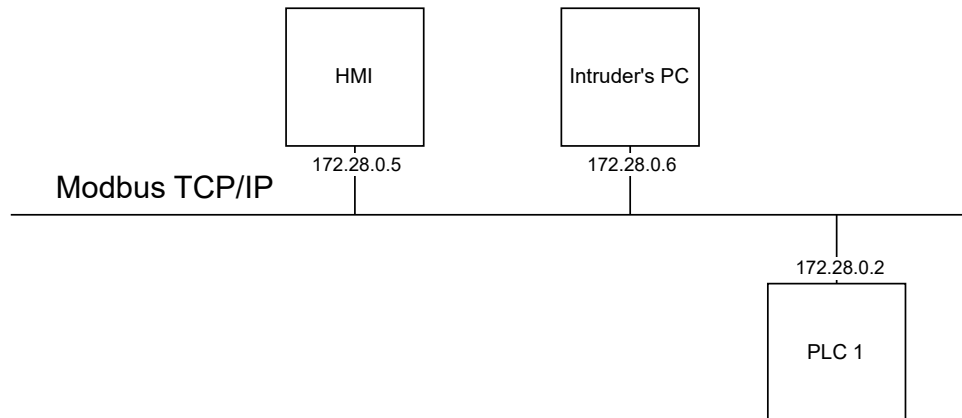 HMI
Intruder's PC
172.28.0.5
172.28.0.6
Modbus TCP/IP
172.28.0.2
PLC 1